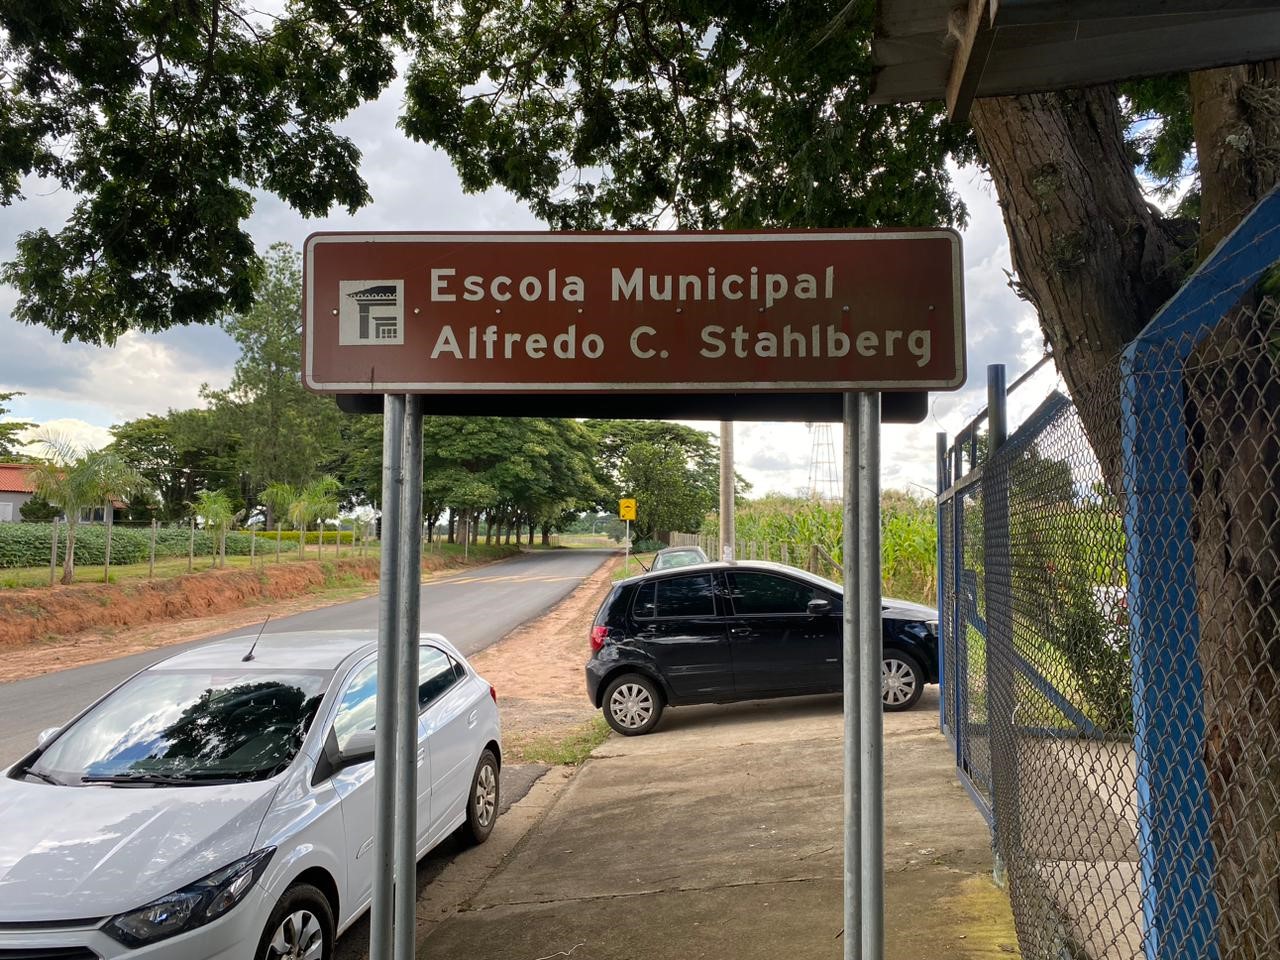 Escola Municipal
Alfredo C. Stahlberg